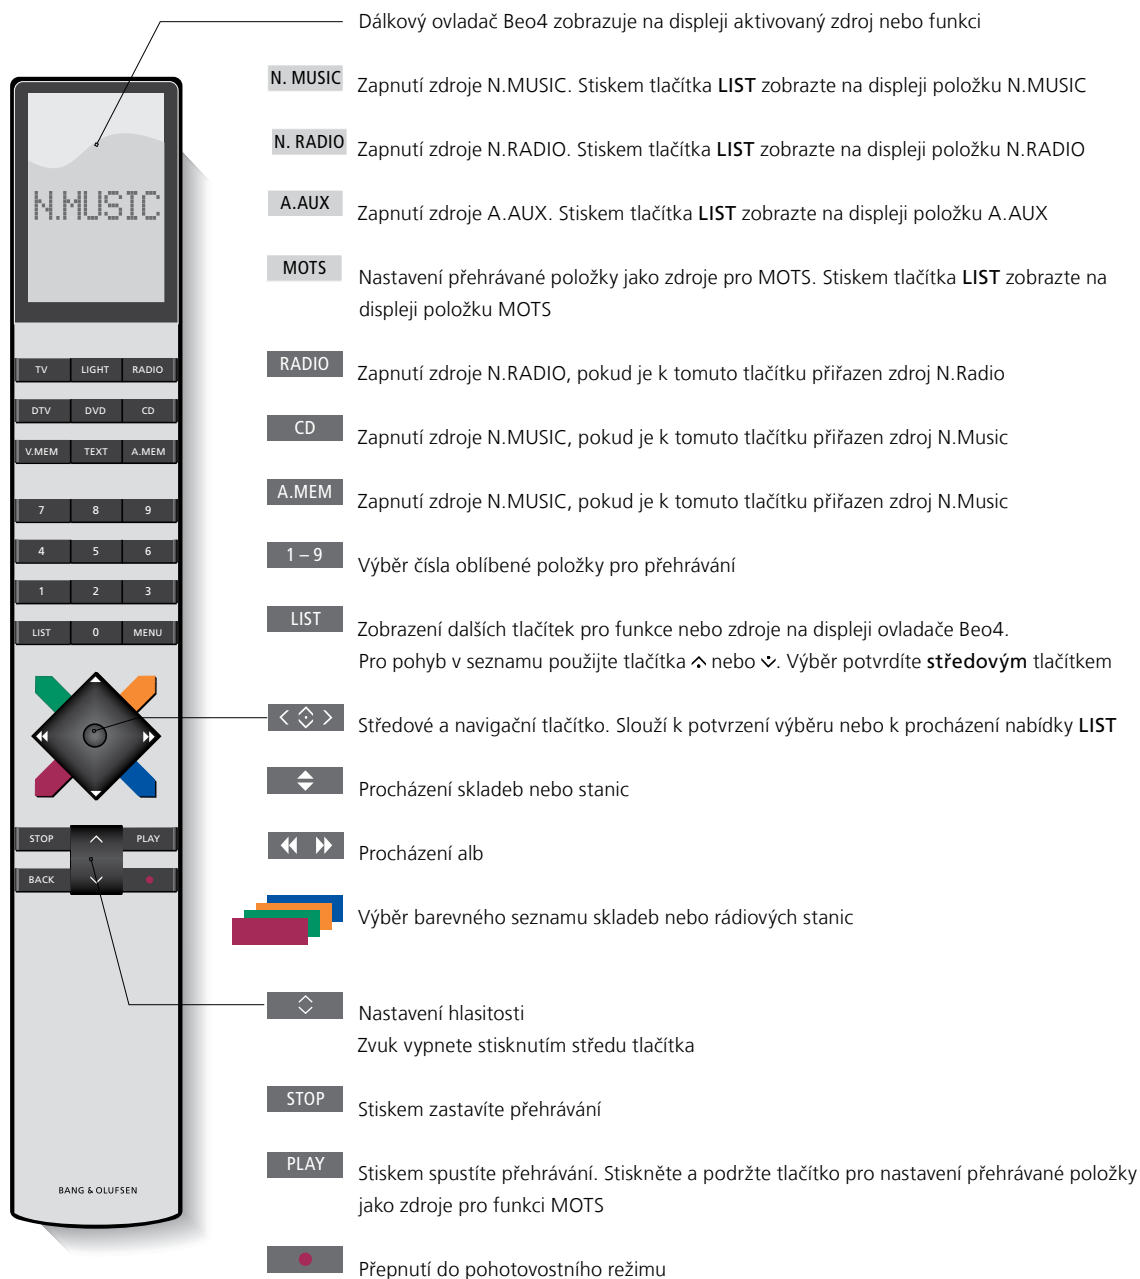 Dálkový ovladač Beo4 zobrazuje na displeji aktivovaný zdroj nebo funkci
N. MUSIC Zapnutí zdroje N.MUSIC. Stiskem tlačítka LIST zobrazte na displeji položku N.MUSIC
N. RADIO Zapnutí zdroje N.RADIO. Stiskem tlačítka LIST zobrazte na displeji položku N.RADIO
N.MUSIC
A.AUX Zapnutí zdroje A.AUX. Stiskem tlačítka LIST zobrazte na displeji položku A.AUX
MOTS Nastavení přehrávané položky jako zdroje pro MOTS. Stiskem tlačítka LIST zobrazte na
displeji položku MOTS
TV LIGHT RADIO
RADIO Zapnutí zdroje N.RADIO, pokud je k tomuto tlačítku přiřazen zdroj N.Radio
DTV DVD CD
CD Zapnutí zdroje N.MUSIC, pokud je k tomuto tlačítku přiřazen zdroj N.Music
V.MEM TEXT A.MEM
A.MEM Zapnutí zdroje N.MUSIC, pokud je k tomuto tlačítku přiřazen zdroj N.Music
7 8 9
4 5 6
1 – 9 Výběr čísla oblíbené položky pro přehrávání
1 2 3
LIST 0 MENU
LIST Zobrazení dalších tlačítek pro funkce nebo zdroje na displeji ovladače Beo4.
Pro pohyb v seznamu použijte tlačítka nebo . Výběr potvrdíte středovým tlačítkem
Středové a navigační tlačítko. Slouží k potvrzení výběru nebo k procházení nabídky LIST
Procházení skladeb nebo stanic
STOP PLAY
Procházení alb
BACK
Výběr barevného seznamu skladeb nebo rádiových stanic
Nastavení hlasitosti
Zvuk vypnete stisknutím středu tlačítka
STOP Stiskem zastavíte přehrávání
PLAY Stiskem spustíte přehrávání. Stiskněte a podržte tlačítko pro nastavení přehrávané položky
jako zdroje pro funkci MOTS
BANG & OLUFSEN
Přepnutí do pohotovostního režimu